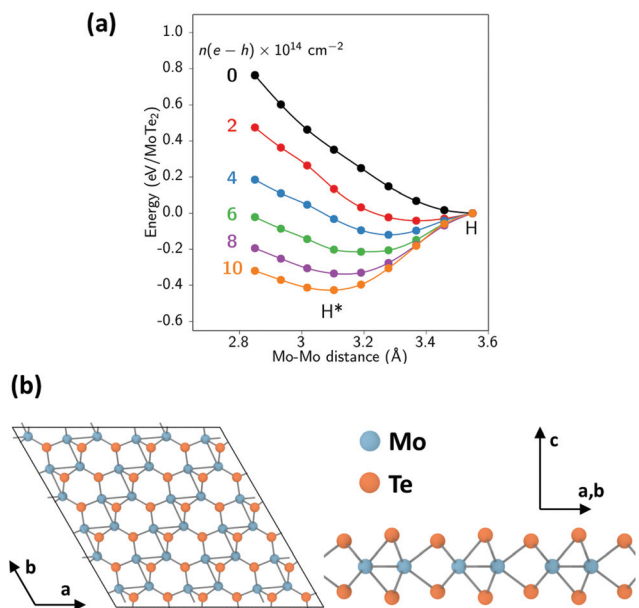 (a)
1.0
n(e − h) × 10¹⁴ cm⁻²
0.8
0
0.6
2
0.4
4
0.2
0.0
6
H
-0.2
8
10
-0.4
H*
-0.6
Energy (eV/MoTe₂)
2.8 3 3.2 3.4 3.6
Mo-Mo distance (Å)
(b)
Mo
Te
c
a,b
b
a